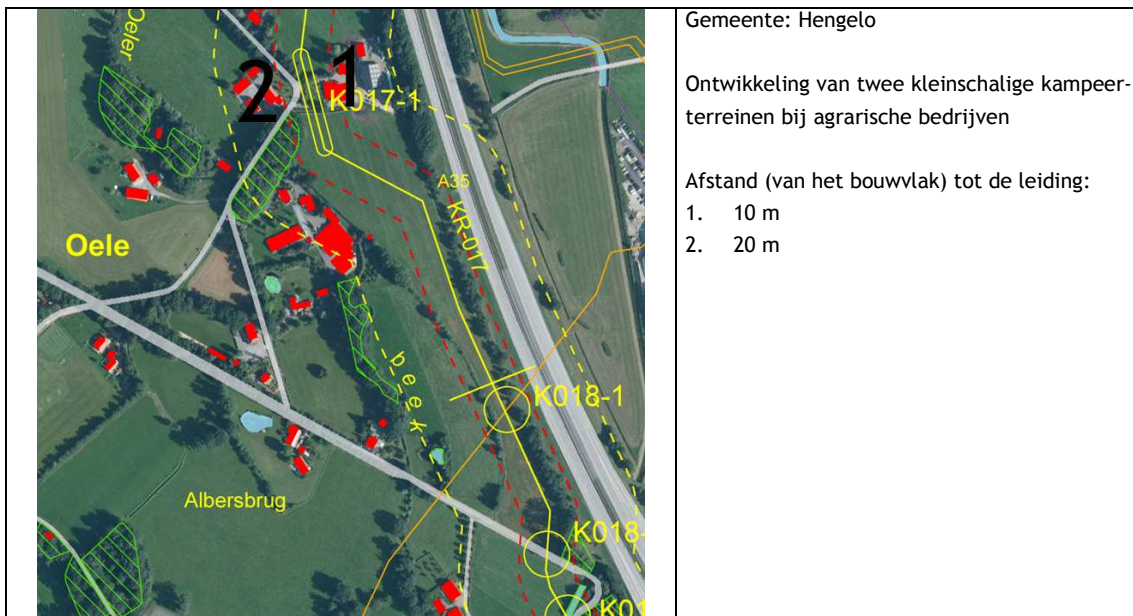 Oeler
2
1
K017-1
A35
KR-017
Oele
beek
K018-1
Albersbrug
K018-
K01
Gemeente: Hengelo
Ontwikkeling van twee kleinschalige kampeer-
terreinen bij agrarische bedrijven
Afstand (van het bouwvlak) tot de leiding:
1. 10 m
2. 20 m